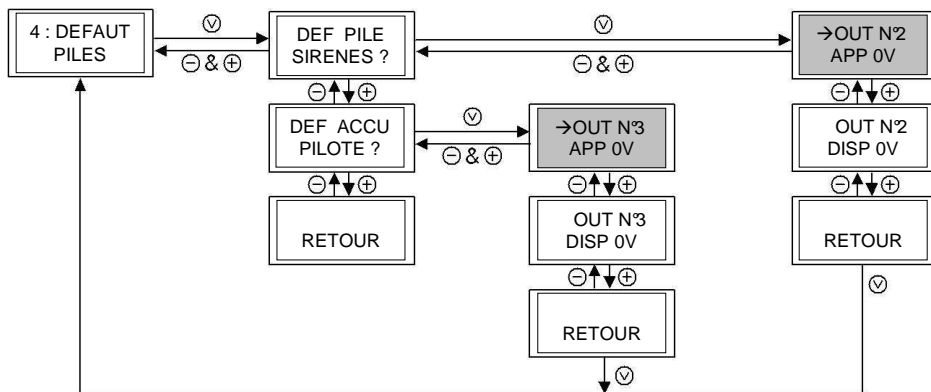 4 : DEFAUT
PILES
DEF PILE
SIRENES ?
→OUT N°2
APP 0V
DEF ACCU
PILOTE ?
→OUT N°3
APP 0V
OUT N°2
DISP 0V
RETOUR
OUT N°3
DISP 0V
RETOUR
RETOUR
V
- & +
V
- & +
- +
- +
V
- & +
- +
- +
- +
- +
V
V